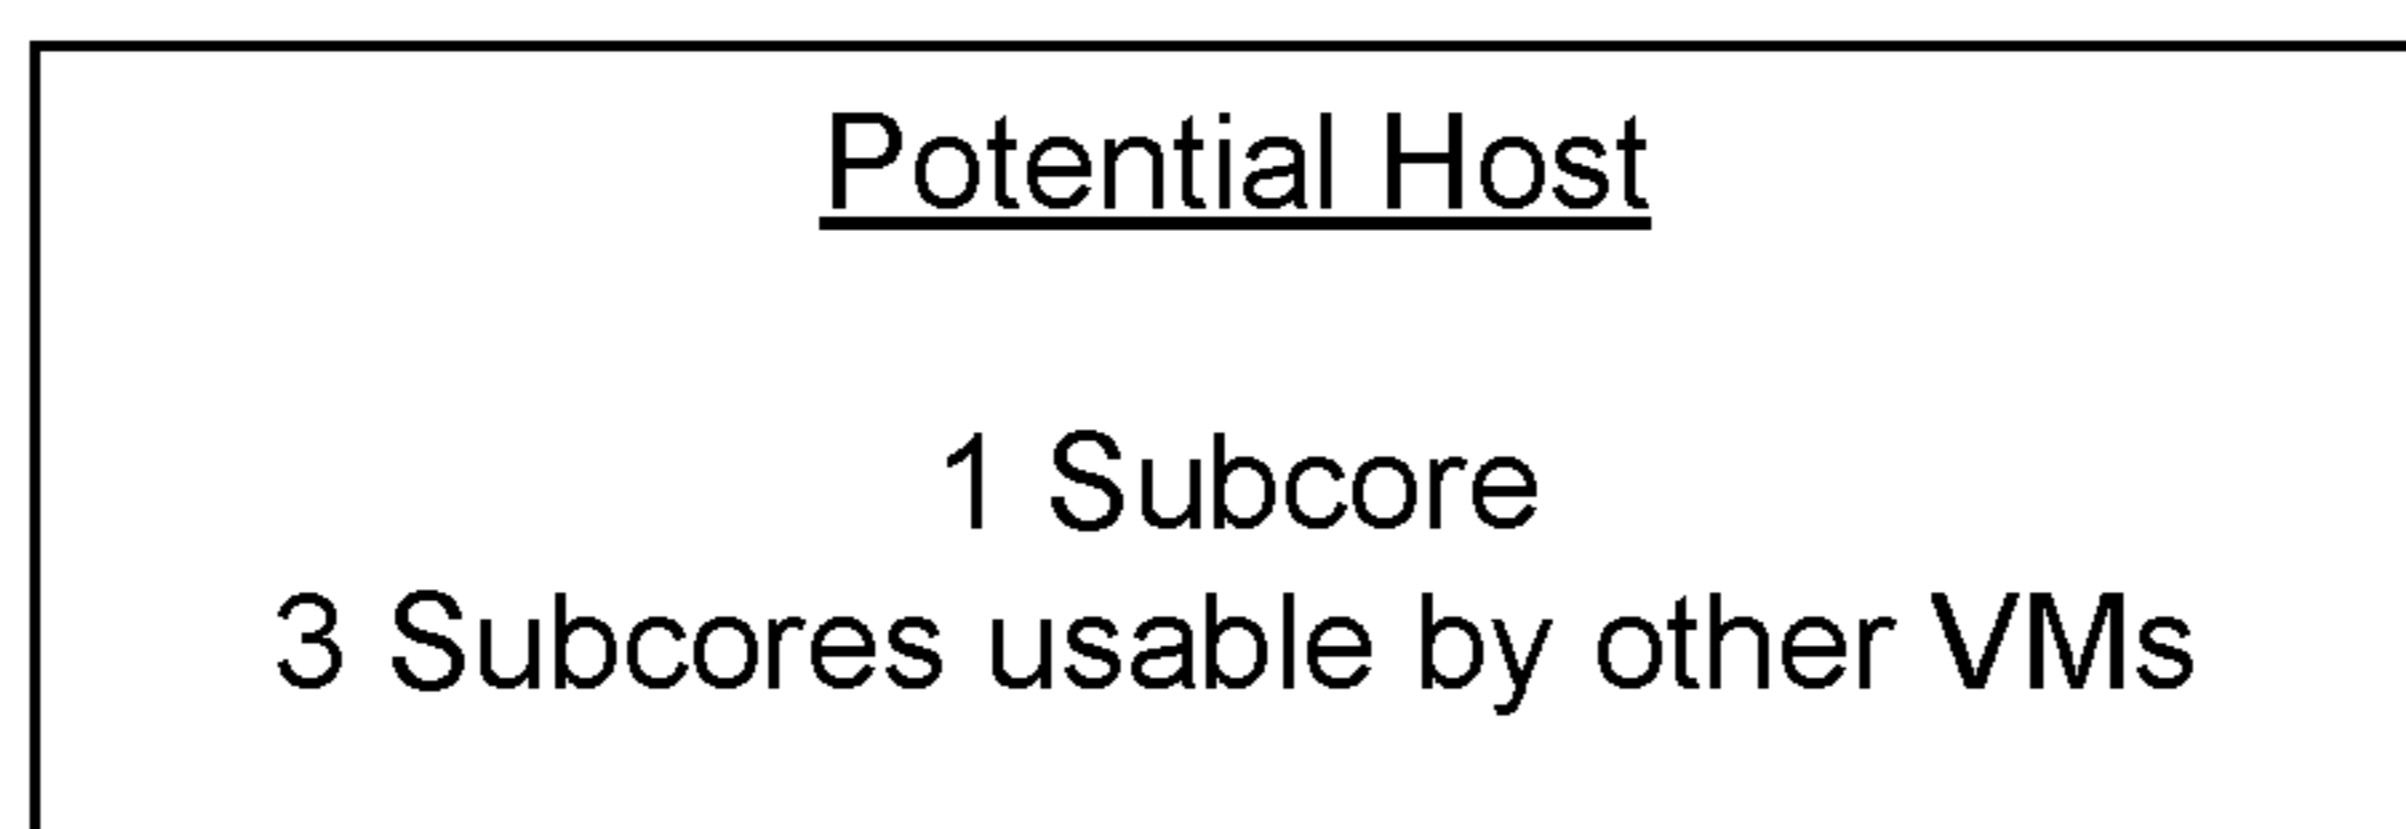 Potential Host
1 Subcore
3 Subcores usable by other VMs